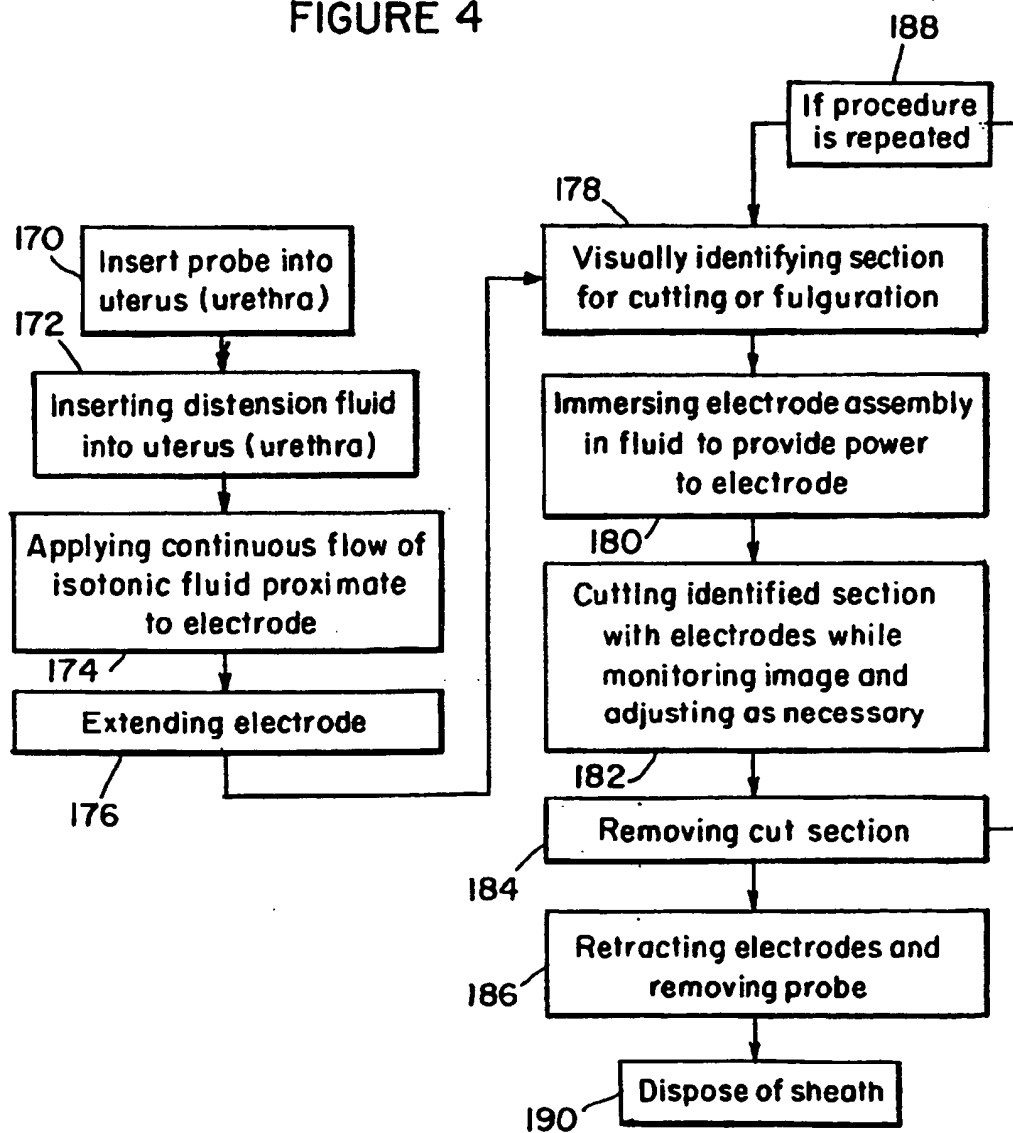 FIGURE 4
170
Insert probe into
uterus (urethra)
172
Inserting distension fluid
into uterus (urethra)
Applying continuous flow of
isotonic fluid proximate
to electrode
174
Extending electrode
176
188
If procedure
is repeated
178
Visually identifying section
for cutting or fulguration
Immersing electrode assembly
in fluid to provide power
to electrode
180
Cutting identified section
with electrodes while
monitoring image and
adjusting as necessary
182
Removing cut section
184
Retracting electrodes and
removing probe
186
Dispose of sheath
190